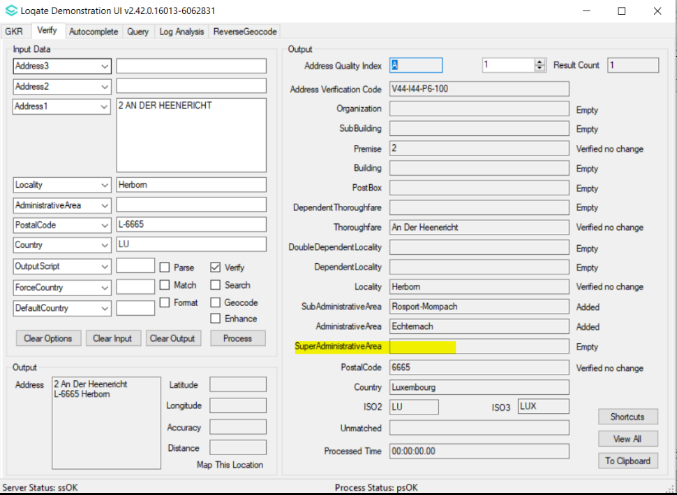 Loqate Demonstration UI v2.42.0.16013-6062831
GKR Verify Autocomplete Query Log Analysis ReverseGeocode
Input Data
Address3
Address2
Address1 2 AN DER HEENERICHT
Locality Herborn
AdministrativeArea
PostalCode L-6665
Country LU
OutputScript Parse Verify
ForceCountry Match Search
DefaultCountry Format Geocode
Enhance
Clear Options Clear Input Clear Output Process
Output
Address 2 An Der Heenericht
L-6665 Herborn
Latitude
Longitude
Accuracy
Distance
Map This Location
Output
Address Quality Index A 1 Result Count 1
Address Verification Code V44-I44-P6-100
Organization Empty
SubBuilding Empty
Premise 2 Verified no change
Building Empty
PostBox Empty
DependentThoroughfare Empty
Thoroughfare An Der Heenericht Verified no change
DoubleDependentLocality Empty
DependentLocality Empty
Locality Herborn Verified no change
SubAdministrativeArea Rosport-Mompach Added
AdministrativeArea Echternach Added
SuperAdministrativeArea Empty
PostalCode 6665 Verified no change
Country Luxembourg
ISO2 LU ISO3 LUX
Unmatched
Processed Time 00:00:00.00
Shortcuts
View All
To Clipboard
Server Status: ssOK Process Status: psOK